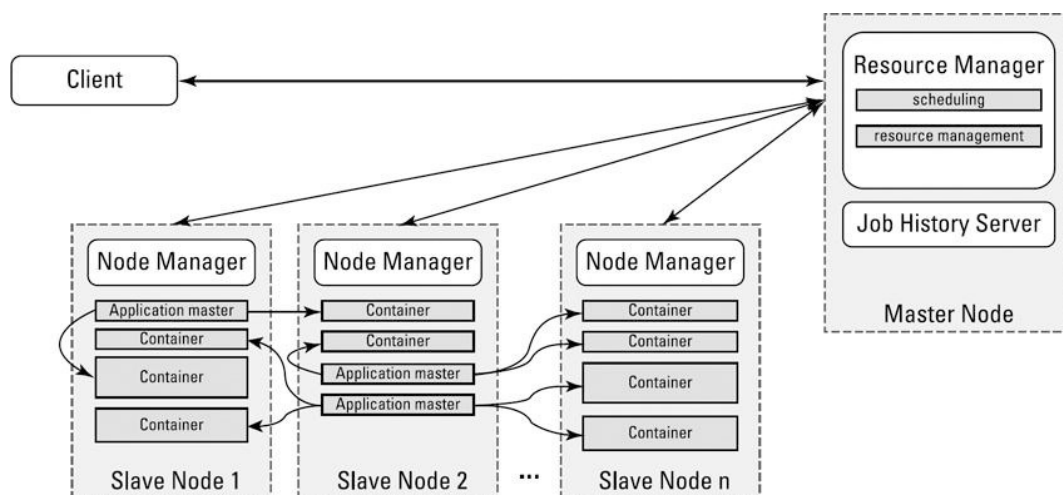 Client
Resource Manager
scheduling
resource management
Job History Server
Master Node
Node Manager
Application master
Container
Container
Container
Slave Node 1
Node Manager
Container
Container
Application master
Application master
Slave Node 2
...
Node Manager
Container
Container
Container
Container
Slave Node n